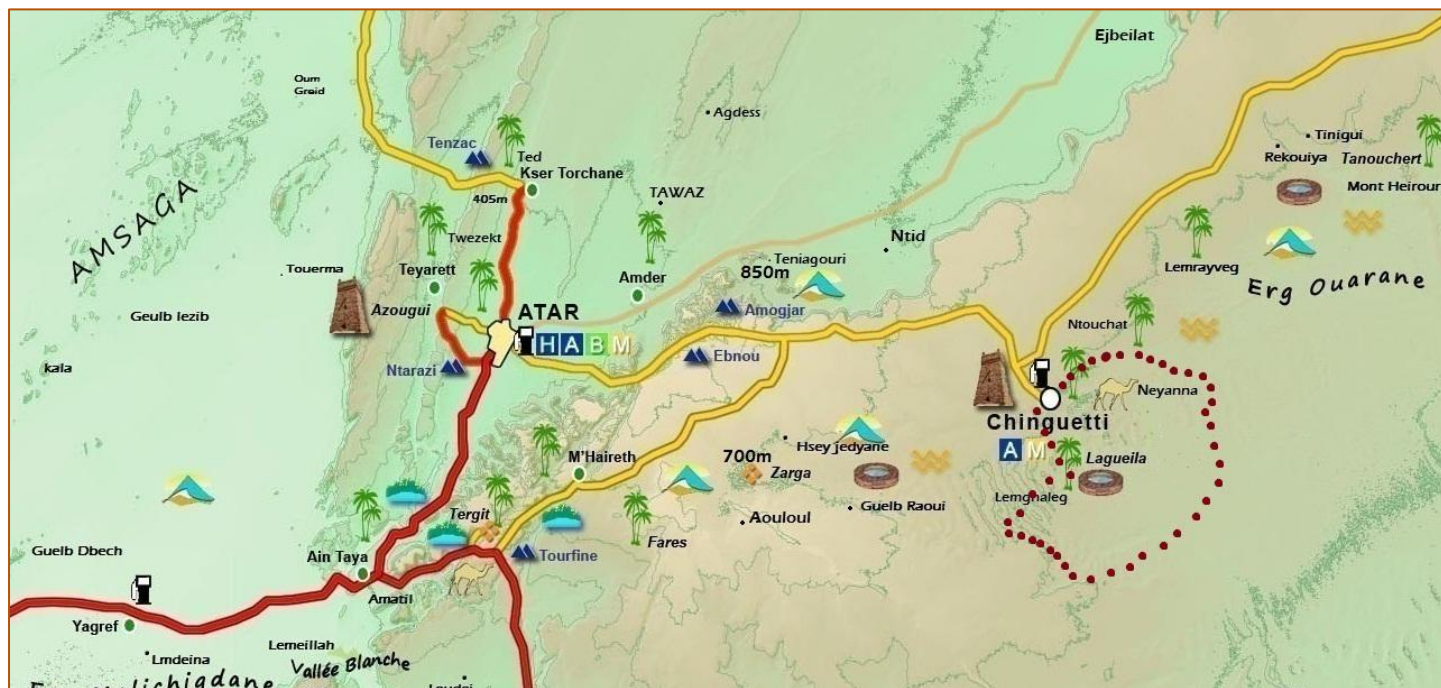 Ejbeilat
Oum
Greid
Agdess
Tenzac
Ted
Kser Torchane
Tinigui
Rekouiya
Tanouchert
Mont Heirour
405m
TAWAZ
AMSAGA
Twezekt
Ntid
Touerma
Teyarett
Amder
850m
Teniagouri
Lemrayveg
Erg Ouarane
Azougui
ATAR
Amogjar
Geulb Iezib
H A B M
Ntouchat
Ntarazi
Ebnou
kala
Neyanna
Chinguetti
A M
M'Haireth
700m
Hsey jedyane
Zarga
Lagueila
Lemghaleg
Guelb Raoui
Tergit
Aouloul
Fares
Guelb Dbech
Ain Taya
Tourfine
Amatil
Yagref
Lemeillah
Lmdeina
Vallée Blanche